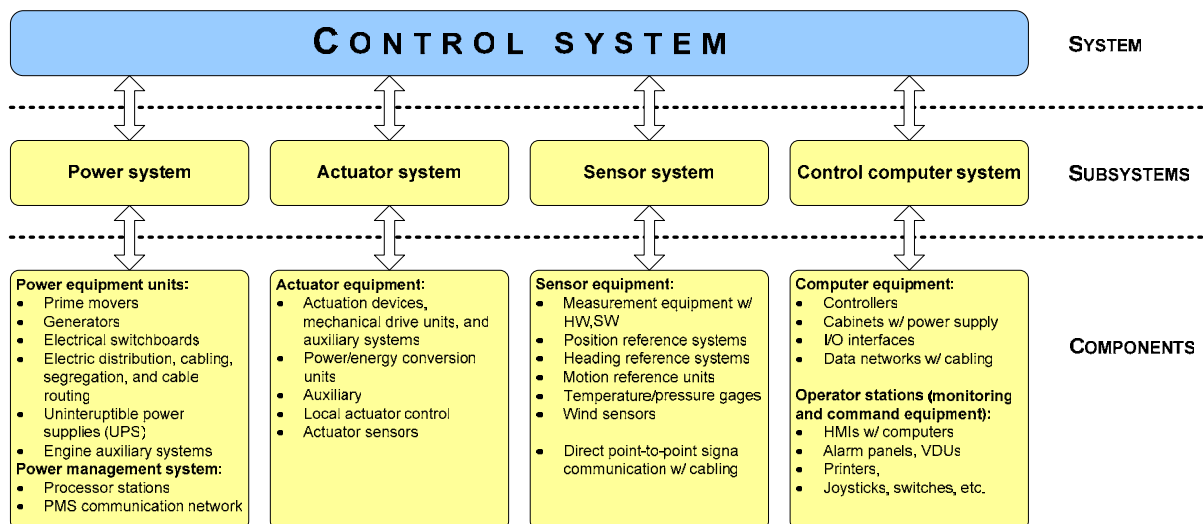 CONTROL SYSTEM
SYSTEM
Power system
Actuator system
Sensor system
Control computer system
SUBSYSTEMS
Power equipment units:
• Prime movers
• Generators
• Electrical switchboards
• Electric distribution, cabling,
segregation, and cable
routing
• Uninteruptible power
supplies (UPS)
• Engine auxiliary systems
Power management system:
• Processor stations
• PMS communication network
Actuator equipment:
• Actuation devices,
mechanical drive units, and
auxiliary systems
• Power/energy conversion
units
• Auxiliary
• Local actuator control
• Actuator sensors
Sensor equipment:
• Measurement equipment w/
HW,SW
• Position reference systems
• Heading reference systems
• Motion reference units
• Temperature/pressure gages
• Wind sensors
• Direct point-to-point signa
communication w/ cabling
Computer equipment:
• Controllers
• Cabinets w/ power supply
• I/O interfaces
• Data networks w/ cabling
Operator stations (monitoring
and command equipment):
• HMIs w/ computers
• Alarm panels, VDUs
• Printers,
• Joysticks, switches, etc.
COMPONENTS